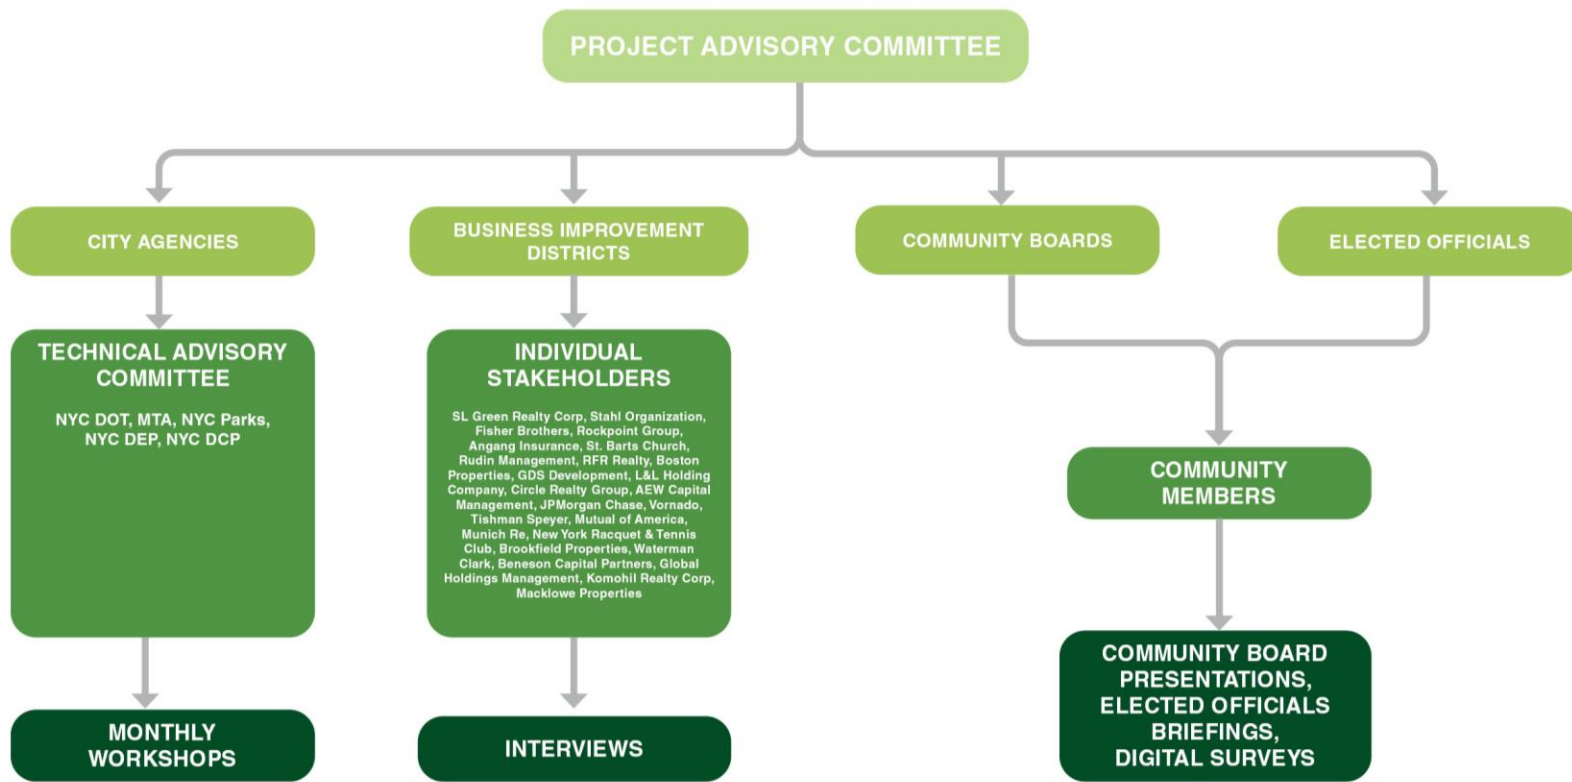 PROJECT ADVISORY COMMITTEE
CITY AGENCIES
BUSINESS IMPROVEMENT
DISTRICTS
COMMUNITY BOARDS
ELECTED OFFICIALS
TECHNICAL ADVISORY
COMMITTEE
NYC DOT, MTA, NYC Parks,
NYC DEP, NYC DCP
INDIVIDUAL
STAKEHOLDERS
SL Green Realty Corp, Stahl Organization,
Fisher Brothers, Rockpoint Group,
Angang Insurance, St. Barts Church,
Rudin Management, RFR Realty, Boston
Properties, GDS Development, L&L Holding
Company, Circle Realty Group, AEW Capital
Management, JPMorgan Chase, Vornado,
Tishman Speyer, Mutual of America,
Munich Re, New York Racquet & Tennis
Club, Brookfield Properties, Waterman
Clark, Beneson Capital Partners, Global
Holdings Management, Komohil Realty Corp,
Macklowe Properties
COMMUNITY
MEMBERS
MONTHLY
WORKSHOPS
INTERVIEWS
COMMUNITY BOARD
PRESENTATIONS,
ELECTED OFFICIALS
BRIEFINGS,
DIGITAL SURVEYS